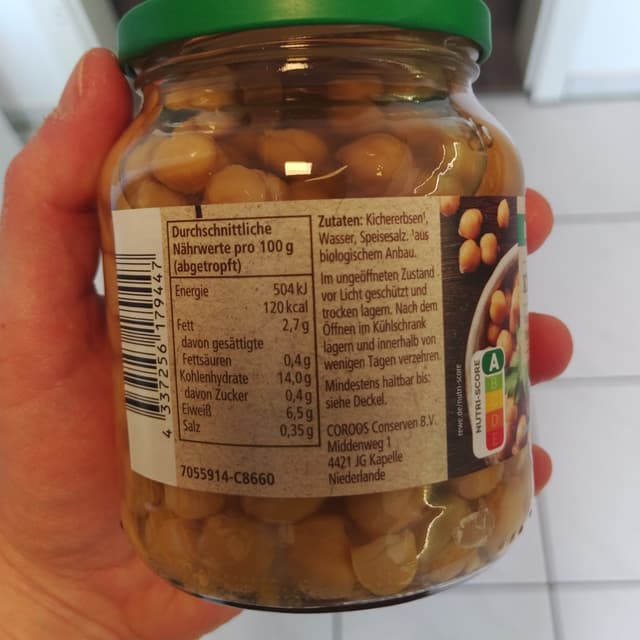 Durchschnittliche
Nährwerte pro 100 g
(abgetropft)
Energie 504 kJ
120 kcal
Fett 2,7 g
davon gesättigte
Fettsäuren 0,4 g
Kohlenhydrate 14,0 g
davon Zucker 0,4 g
Eiweiß 6,5 g
Salz 0,35 g
7055914-C8660
4 337256 179447
Zutaten: Kichererbsen¹,
Wasser, Speisesalz. ¹aus
biologischem Anbau.
Im ungeöffneten Zustand
vor Licht geschützt und
trocken lagern. Nach dem
Öffnen im Kühlschrank
lagern und innerhalb von
wenigen Tagen verzehren.
Mindestens haltbar bis:
siehe Deckel.
COROOS Conserven B.V.
Middenweg 1
4421 JG Kapelle
Niederlande
rewe.de/nutri-score
NUTRI-SCORE
A
B
D
E